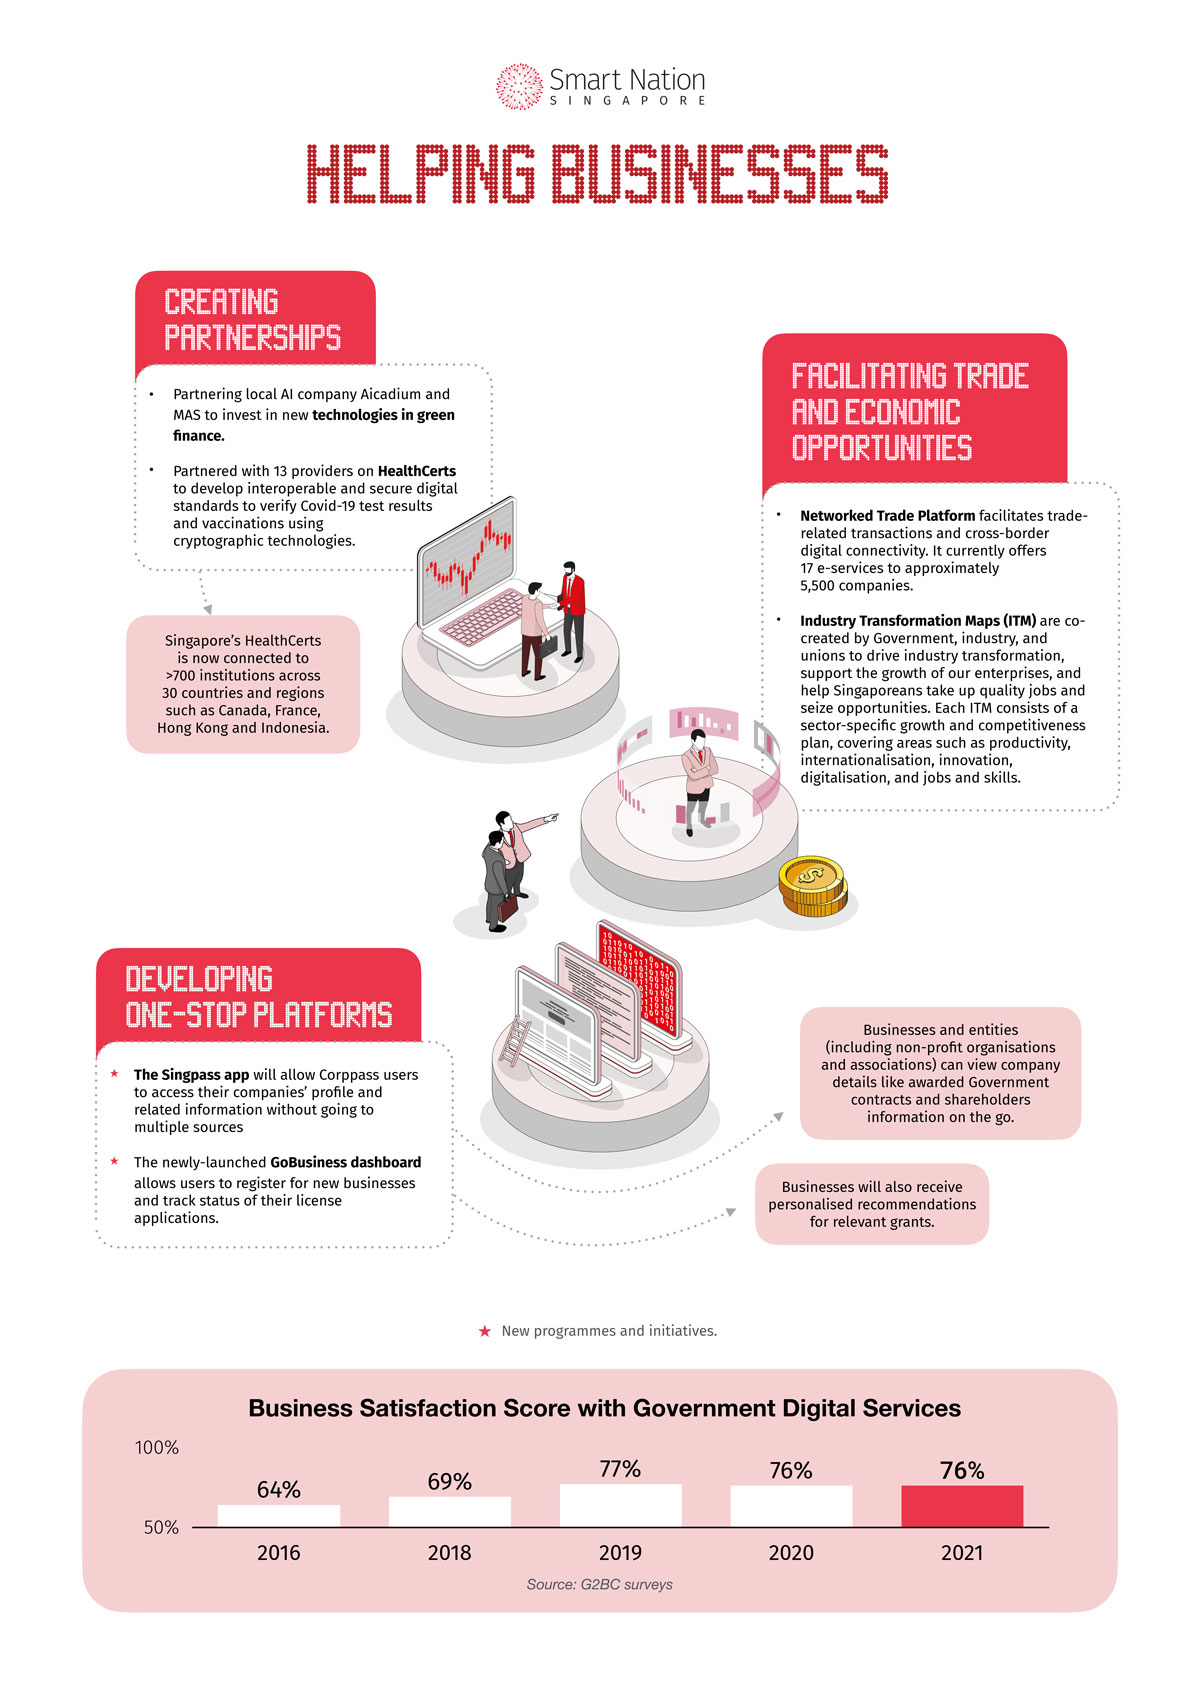 Smart Nation
SINGAPORE
HELPING BUSINESSES
CREATING
PARTNERSHIPS
• Partnering local AI company Aicadium and
MAS to invest in new technologies in green
finance.
• Partnered with 13 providers on HealthCerts
to develop interoperable and secure digital
standards to verify Covid-19 test results
and vaccinations using
cryptographic technologies.
Singapore’s HealthCerts
is now connected to
>700 institutions across
30 countries and regions
such as Canada, France,
Hong Kong and Indonesia.
FACILITATING TRADE
AND ECONOMIC
OPPORTUNITIES
• Networked Trade Platform facilitates trade-
related transactions and cross-border
digital connectivity. It currently offers
17 e-services to approximately
5,500 companies.
• Industry Transformation Maps (ITM) are co-
created by Government, industry, and
unions to drive industry transformation,
support the growth of our enterprises, and
help Singaporeans take up quality jobs and
seize opportunities. Each ITM consists of a
sector-specific growth and competitiveness
plan, covering areas such as productivity,
internationalisation, innovation,
digitalisation, and jobs and skills.
DEVELOPING
ONE-STOP PLATFORMS
★ The Singpass app will allow Corppass users
to access their companies’ profile and
related information without going to
multiple sources
★ The newly-launched GoBusiness dashboard
allows users to register for new businesses
and track status of their license
applications.
Businesses and entities
(including non-profit organisations
and associations) can view company
details like awarded Government
contracts and shareholders
information on the go.
Businesses will also receive
personalised recommendations
for relevant grants.
★ New programmes and initiatives.
Business Satisfaction Score with Government Digital Services
100%
50%
64% 69% 77% 76% 76%
2016 2018 2019 2020 2021
Source: G2BC surveys